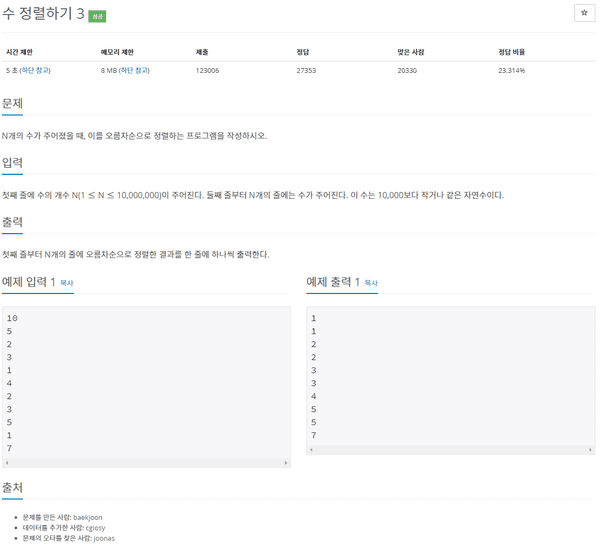 수 정렬하기 3 성공
☆
시간 제한 메모리 제한 제출 정답 맞은 사람 정답 비율
5 초 (하단 참고) 8 MB (하단 참고) 123006 27353 20330 23.314%
문제
N개의 수가 주어졌을 때, 이를 오름차순으로 정렬하는 프로그램을 작성하시오.
입력
첫째 줄에 수의 개수 N(1 ≤ N ≤ 10,000,000)이 주어진다. 둘째 줄부터 N개의 줄에는 수가 주어진다. 이 수는 10,000보다 작거나 같은 자연수이다.
출력
첫째 줄부터 N개의 줄에 오름차순으로 정렬한 결과를 한 줄에 하나씩 출력한다.
예제 입력 1 복사
10
5
2
3
1
4
2
3
5
1
7
예제 출력 1 복사
1
1
2
2
3
3
4
5
5
7
출처
문제를 만든 사람: baekjoon
데이터를 추가한 사람: cgiosy
문제의 오타를 찾은 사람: joonas